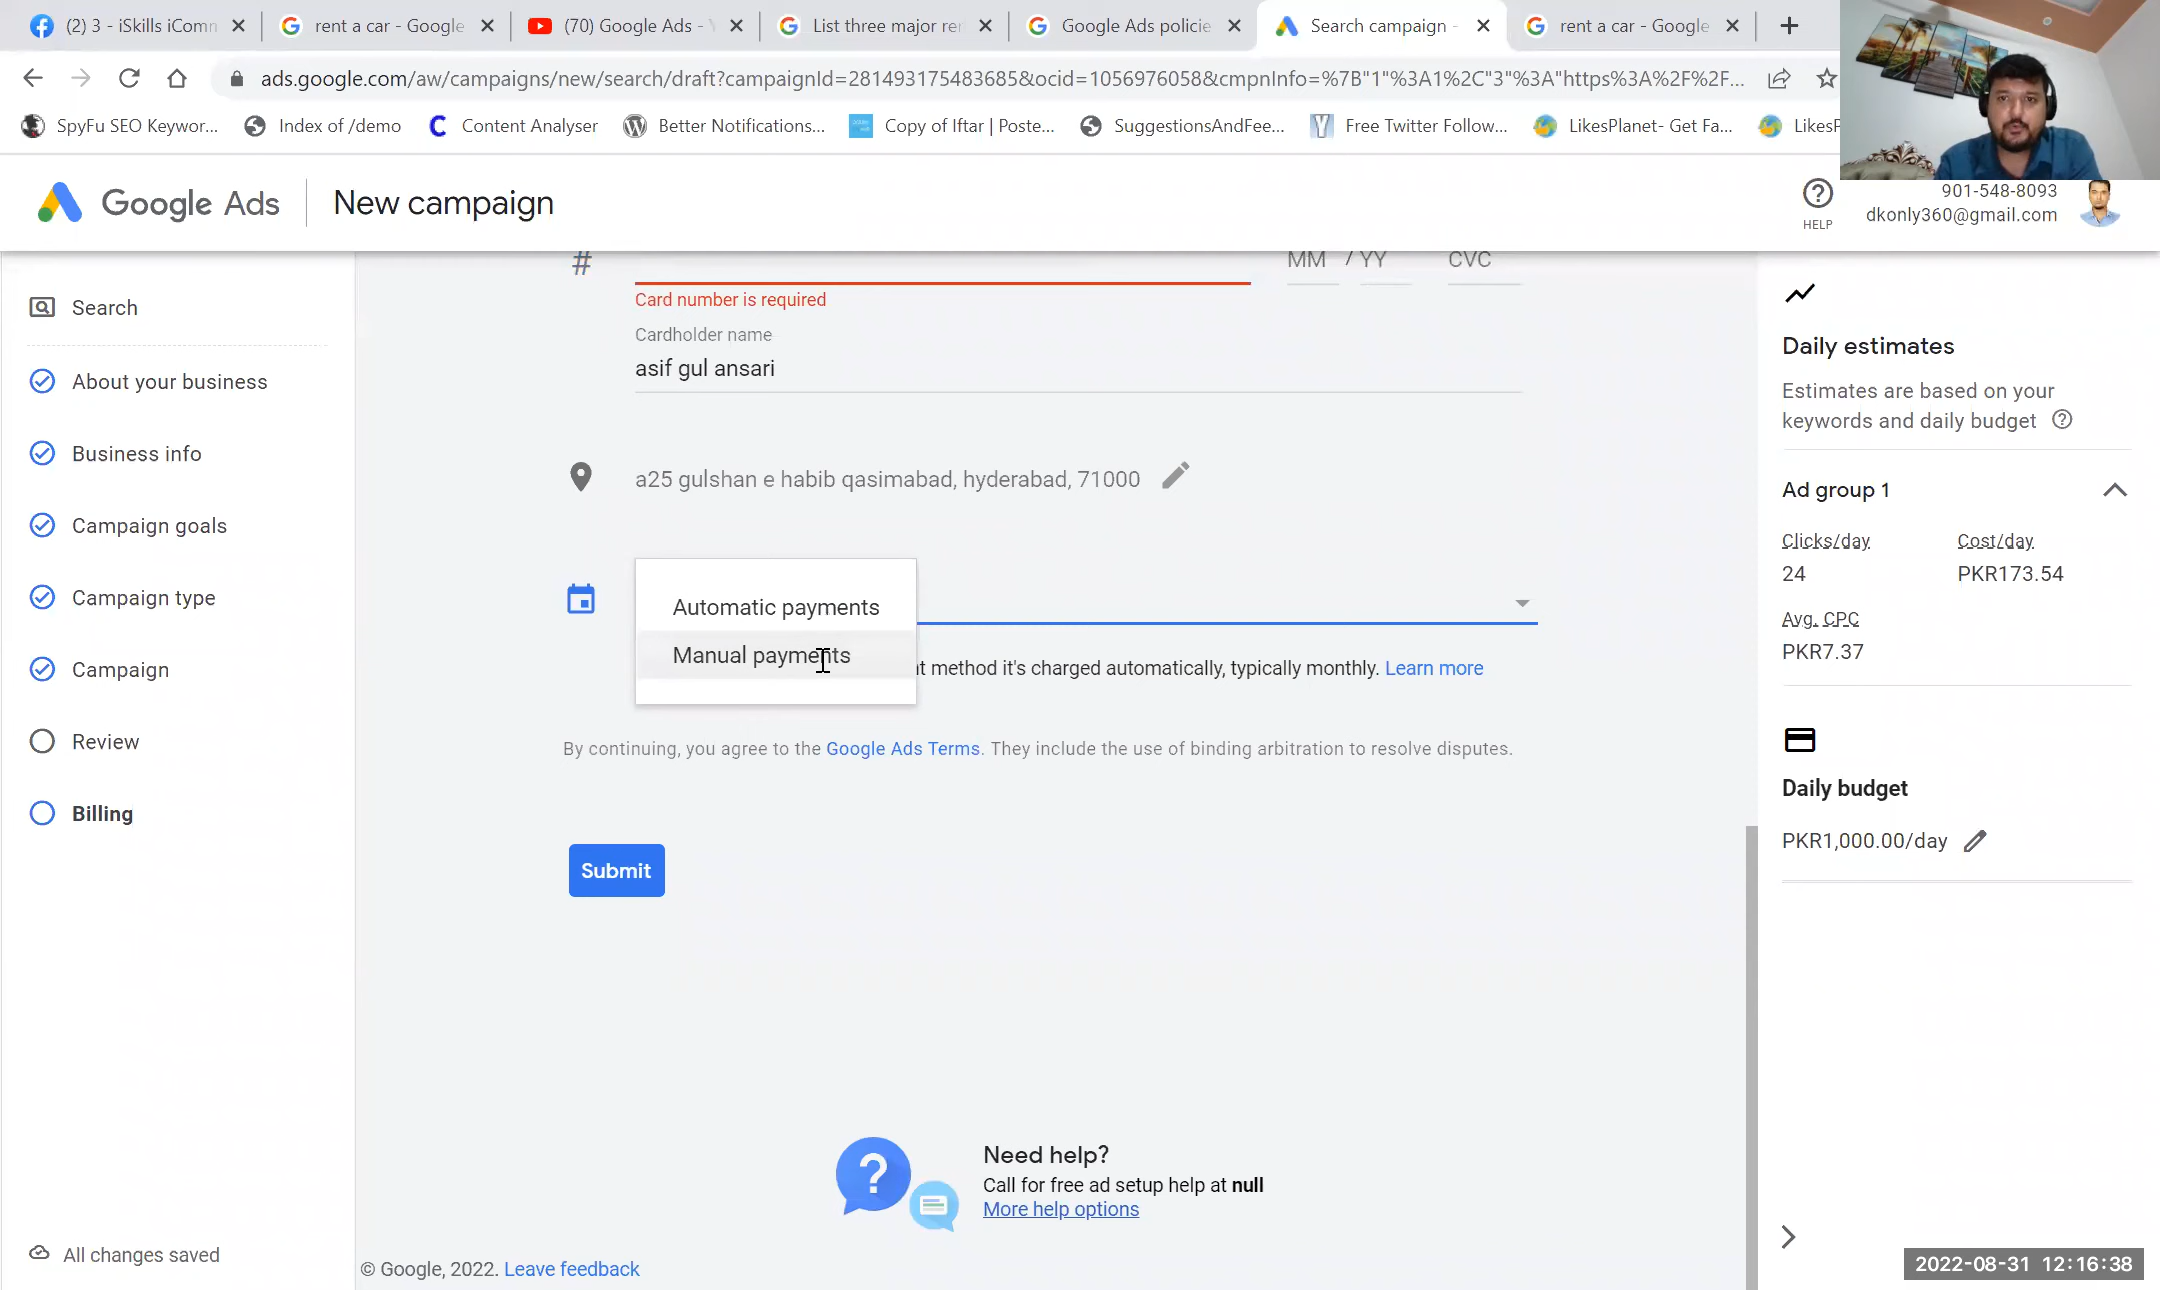 (2) 3 - iSkills iComm
rent a car - Google
(70) Google Ads - Y
List three major ren
Google Ads policie
Search campaign -
rent a car - Google
ads.google.com/aw/campaigns/new/search/draft?campaignId=281493175483685&ocid=1056976058&cmpnInfo=%7B"1"%3A1%2C"3"%3A"https%3A%2F%2F...
SpyFu SEO Keywor...
Index of /demo
Content Analyser
Better Notifications...
Copy of Iftar | Poste...
SuggestionsAndFee...
Free Twitter Follow...
LikesPlanet- Get Fa...
LikesP
Google Ads
New campaign
HELP
901-548-8093
dkonly360@gmail.com
Search
About your business
Business info
Campaign goals
Campaign type
Campaign
Review
Billing
All changes saved
#
MM / YY
CVC
Card number is required
Cardholder name
asif gul ansari
a25 gulshan e habib qasimabad, hyderabad, 71000
Automatic payments
Manual payments
t method it's charged automatically, typically monthly. Learn more
By continuing, you agree to the Google Ads Terms. They include the use of binding arbitration to resolve disputes.
Submit
Need help?
Call for free ad setup help at null
More help options
© Google, 2022. Leave feedback
Daily estimates
Estimates are based on your
keywords and daily budget
Ad group 1
Clicks/day
Cost/day
24
PKR173.54
Avg. CPC
PKR7.37
Daily budget
PKR1,000.00/day
2022-08-31 12:16:38